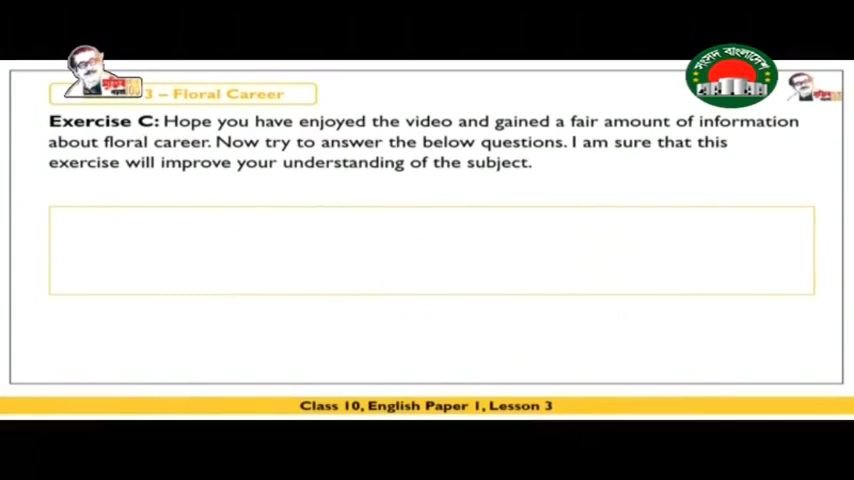 সংসদ বাংলাদেশ
3 – Floral Career
Exercise C: Hope you have enjoyed the video and gained a fair amount of information
about floral career. Now try to answer the below questions. I am sure that this
exercise will improve your understanding of the subject.
Class 10, English Paper 1, Lesson 3